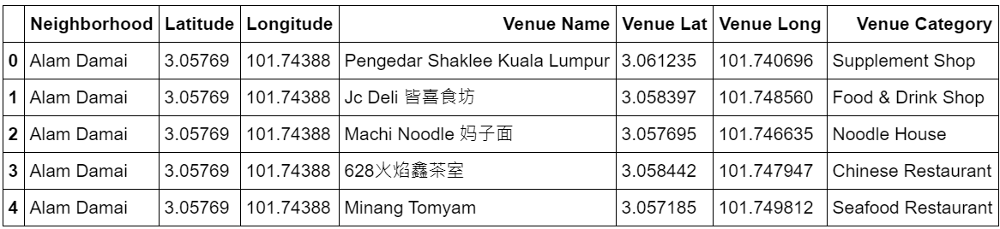 Neighborhood Latitude Longitude Venue Name Venue Lat Venue Long Venue Category
0 Alam Damai 3.05769 101.74388 Pengedar Shaklee Kuala Lumpur 3.061235 101.740696 Supplement Shop
1 Alam Damai 3.05769 101.74388 Jc Deli 皆喜食坊 3.058397 101.748560 Food & Drink Shop
2 Alam Damai 3.05769 101.74388 Machi Noodle 妈子面 3.057695 101.746635 Noodle House
3 Alam Damai 3.05769 101.74388 628火焰鑫茶室 3.058442 101.747947 Chinese Restaurant
4 Alam Damai 3.05769 101.74388 Minang Tomyam 3.057185 101.749812 Seafood Restaurant